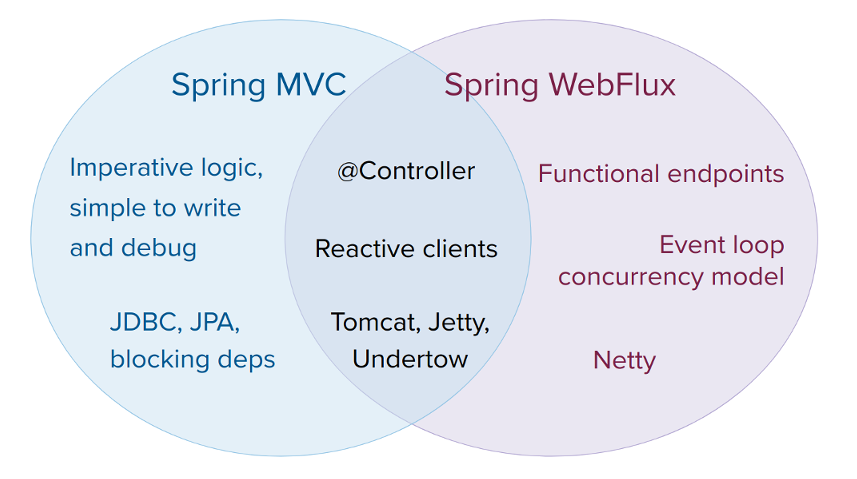 Spring MVC
Spring WebFlux
Imperative logic,
simple to write
and debug
JDBC, JPA,
blocking deps
@Controller
Reactive clients
Tomcat, Jetty,
Undertow
Functional endpoints
Event loop
concurrency model
Netty